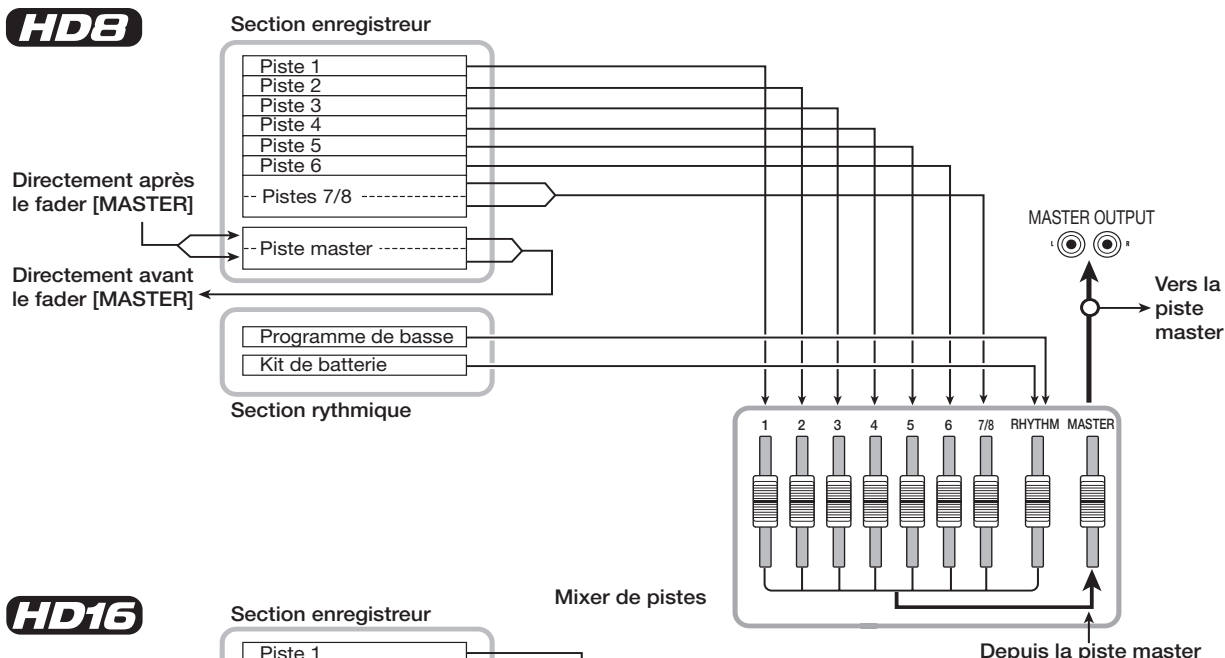 HD8
Section enregistreur
Piste 1
Piste 2
Piste 3
Piste 4
Piste 5
Piste 6
Pistes 7/8
Piste master
Directement après
le fader [MASTER]
Directement avant
le fader [MASTER]
Programme de basse
Kit de batterie
Section rythmique
MASTER OUTPUT
L
R
Vers la
piste
master
1
2
3
4
5
6
7/8
RHYTHM
MASTER
Mixer de pistes
Depuis la piste master
HD16
Section enregistreur
Piste 1